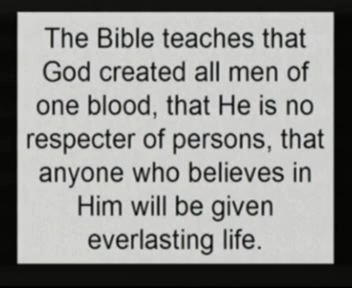 The Bible teaches that
God created all men of
one blood, that He is no
respecter of persons, that
anyone who believes in
Him will be given
everlasting life.